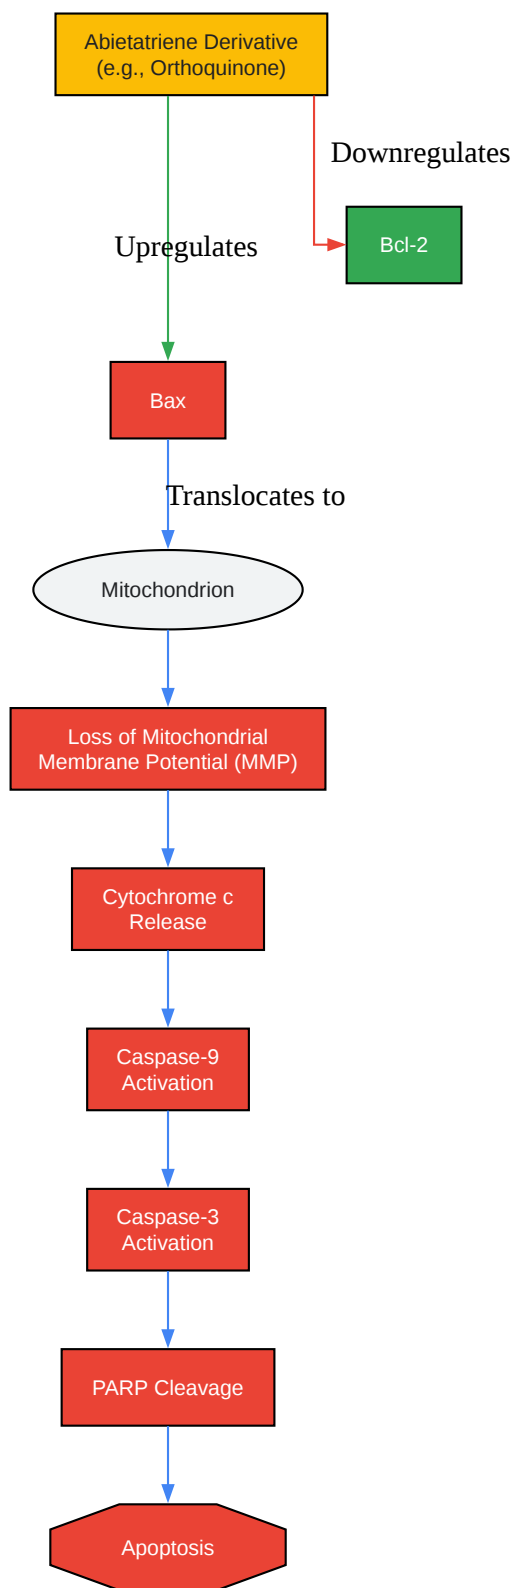 Abietatriene Derivative
(e.g., Orthoquinone)
Downregulates
Bcl-2
Upregulates
Bax
Translocates to
Mitochondrion
Loss of Mitochondrial
Membrane Potential (MMP)
Cytochrome c
Release
Caspase-9
Activation
Caspase-3
Activation
PARP Cleavage
Apoptosis